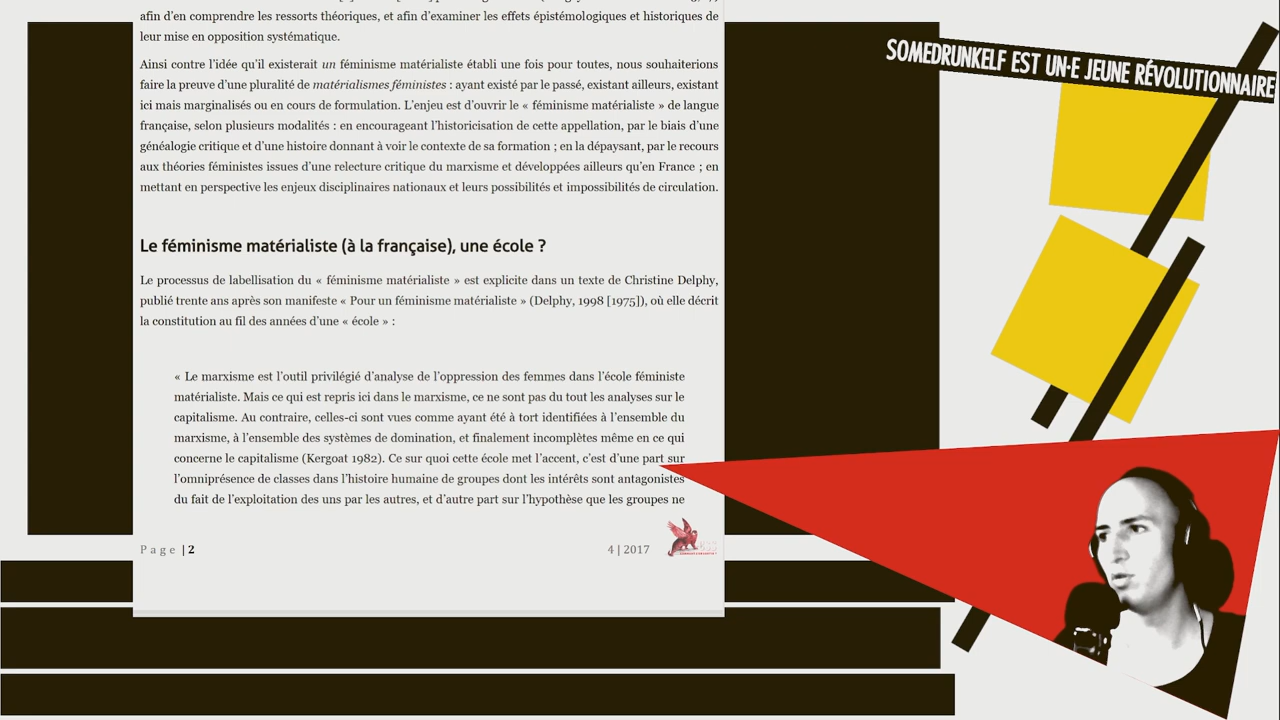 afin d'en comprendre les ressorts théoriques, et afin d'examiner les effets épistémologiques et historiques de
leur mise en opposition systématique.
Ainsi contre l'idée qu'il existerait un féminisme matérialiste établi une fois pour toutes, nous souhaiterions
faire la preuve d'une pluralité de matérialismes féministes : ayant existé par le passé, existant ailleurs, existant
ici mais marginalisés ou en cours de formulation. L'enjeu est d'ouvrir le « féminisme matérialiste » de langue
française, selon plusieurs modalités : en encourageant l'historicisation de cette appellation, par le biais d'une
généalogie critique et d'une histoire donnant à voir le contexte de sa formation ; en la dépaysant, par le recours
aux théories féministes issues d'une relecture critique du marxisme et développées ailleurs qu'en France ; en
mettant en perspective les enjeux disciplinaires nationaux et leurs possibilités et impossibilités de circulation.
Le féminisme matérialiste (à la française), une école ?
Le processus de labellisation du « féminisme matérialiste » est explicite dans un texte de Christine Delphy,
publié trente ans après son manifeste « Pour un féminisme matérialiste » (Delphy, 1998 [1975]), où elle décrit
la constitution au fil des années d'une « école » :
« Le marxisme est l'outil privilégié d'analyse de l'oppression des femmes dans l'école féministe
matérialiste. Mais ce qui est repris ici dans le marxisme, ce ne sont pas du tout les analyses sur le
capitalisme. Au contraire, celles-ci sont vues comme ayant été à tort identifiées à l'ensemble du
marxisme, à l'ensemble des systèmes de domination, et finalement incomplètes même en ce qui
concerne le capitalisme (Kergoat 1982). Ce sur quoi cette école met l'accent, c'est d'une part sur
l'omniprésence de classes dans l'histoire humaine de groupes dont les intérêts sont antagonistes
du fait de l'exploitation des uns par les autres, et d'autre part sur l'hypothèse que les groupes ne
Page | 2
4 | 2017
SOMEDRUNKELF EST UN·E JEUNE RÉVOLUTIONNAIRE